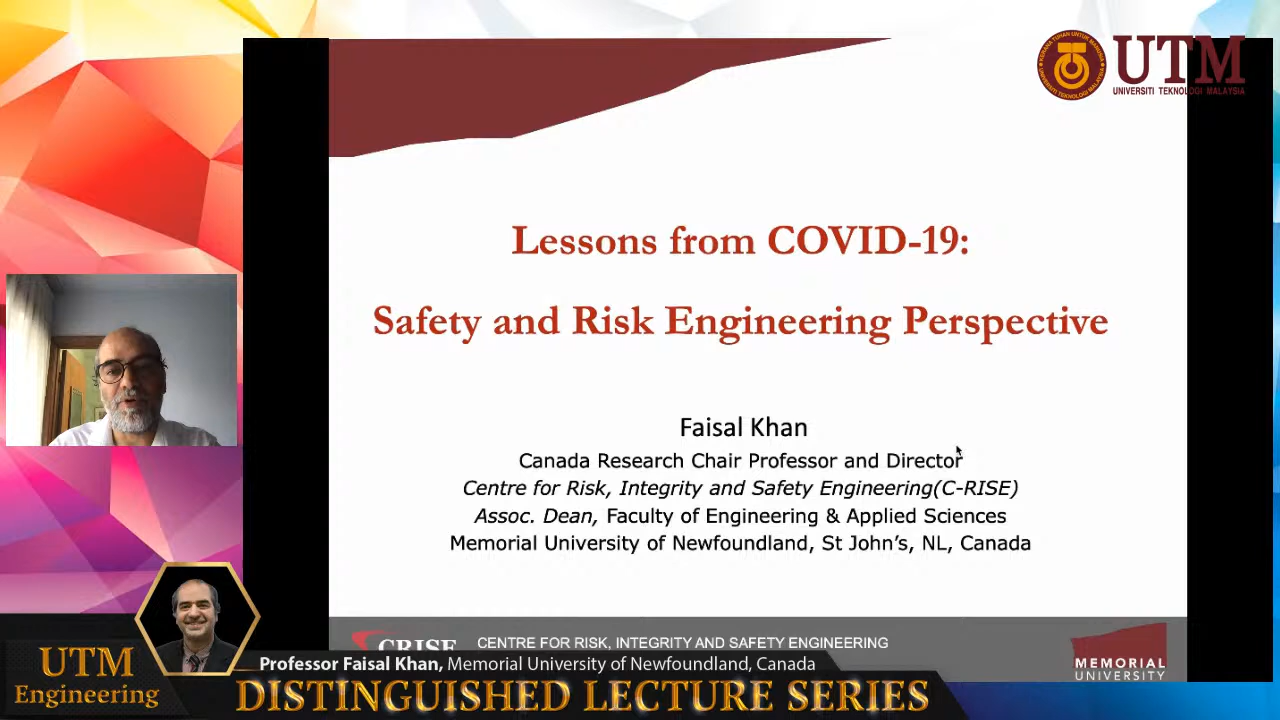 UTM
UNIVERSITI TEKNOLOGI MALAYSIA
Lessons from COVID-19:
Safety and Risk Engineering Perspective
Faisal Khan
Canada Research Chair Professor and Director
Centre for Risk, Integrity and Safety Engineering(C-RISE)
Assoc. Dean, Faculty of Engineering & Applied Sciences
Memorial University of Newfoundland, St John's, NL, Canada
CRISE
CENTRE FOR RISK, INTEGRITY AND SAFETY ENGINEERING
MEMORIAL
UNIVERSITY
UTM
Engineering
Professor Faisal Khan, Memorial University of Newfoundland, Canada
DISTINGUISHED LECTURE SERIES